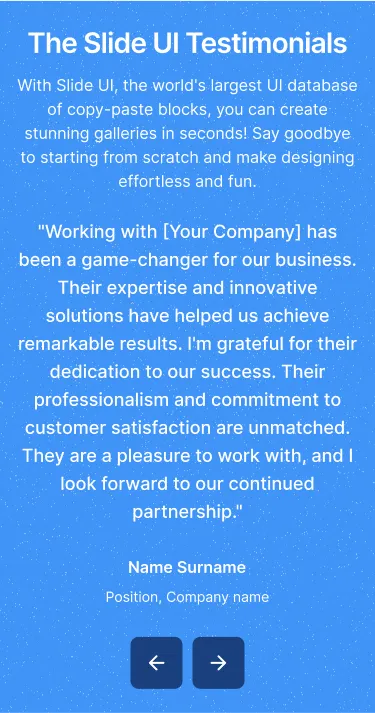 The Slide UI Testimonials
With Slide UI, the world's largest UI database
of copy-paste blocks, you can create
stunning galleries in seconds! Say goodbye
to starting from scratch and make designing
effortless and fun.
"Working with [Your Company] has
been a game-changer for our business.
Their expertise and innovative
solutions have helped us achieve
remarkable results. I'm grateful for their
dedication to our success. Their
professionalism and commitment to
customer satisfaction are unmatched.
They are a pleasure to work with, and I
look forward to our continued
partnership."
Name Surname
Position, Company name